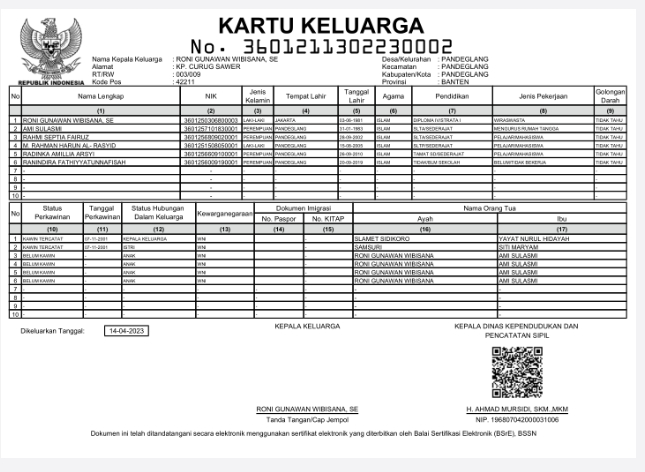 KARTU KELUARGA
No. 3601211302230002
REPUBLIK INDONESIA
Nama Kepala Keluarga : RONI GUNAWAN WIBISANA, SE
Alamat : KP. CURUG SAWER
RT/RW : 003/009
Kode Pos : 42211
Desa/Kelurahan : PANDEGLANG
Kecamatan : PANDEGLANG
Kabupaten/Kota : PANDEGLANG
Provinsi : BANTEN
No Nama Lengkap NIK Jenis Kelamin Tempat Lahir Tanggal Lahir Agama Pendidikan Jenis Pekerjaan Golongan Darah
(1) (2) (3) (4) (5) (6) (7) (8) (9)
1 RONI GUNAWAN WIBISANA, SE 3601250306800003 LAKI-LAKI JAKARTA ISLAM DIPLOMA IV/STRATA I WIRASWASTA TIDAK TAHU
2 AMI SULASMI 3601257101830001 PEREMPUAN PANDEGLANG 31-01-1983 ISLAM SLTA/SEDERAJAT MENGURUS RUMAH TANGGA TIDAK TAHU
3 RAHMI SEPTIA FAIRUZ 3601256809020001 PEREMPUAN PANDEGLANG 28-09-2002 ISLAM SLTA/SEDERAJAT PELAJAR/MAHASISWA TIDAK TAHU
4 M. RAHMAN HARUN AL- RASYID 3601251508050001 LAKI-LAKI PANDEGLANG 15-08-2005 ISLAM SLTP/SEDERAJAT PELAJAR/MAHASISWA TIDAK TAHU
5 RADINKA AMILLIA ARSYI 3601256609100001 PEREMPUAN PANDEGLANG 26-09-2010 ISLAM TAMAT SD/SEDERAJAT PELAJAR/MAHASISWA TIDAK TAHU
6 RANINDIRA FATHIYYATUNNAFISAH 3601256009190001 PEREMPUAN PANDEGLANG 20-09-2019 ISLAM TIDAK/BLM SEKOLAH BELUM/TIDAK BEKERJA TIDAK TAHU
7 - -
8 - -
9 - -
10 - -
No Status Perkawinan Tanggal Perkawinan Status Hubungan Dalam Keluarga Kewarganegaraan Dokumen Imigrasi Nama Orang Tua
No. Paspor No. KITAP Ayah Ibu
(10) (11) (12) (13) (14) (15) (16) (17)
1 KAWIN TERCATAT 07-11-2001 KEPALA KELUARGA WNI - - SLAMET SIDIKORO YAYAT NURUL HIDAYAH
2 KAWIN TERCATAT 07-11-2001 ISTRI WNI - - SAMSURI SITI MARYAM
3 BELUM KAWIN - ANAK WNI - - RONI GUNAWAN WIBISANA AMI SULASMI
4 BELUM KAWIN - ANAK WNI - - RONI GUNAWAN WIBISANA AMI SULASMI
5 BELUM KAWIN - ANAK WNI - - RONI GUNAWAN WIBISANA AMI SULASMI
6 BELUM KAWIN - ANAK WNI - - RONI GUNAWAN WIBISANA AMI SULASMI
7 -
8 -
9 -
10 -
Dikeluarkan Tanggal: 14-04-2023
KEPALA KELUARGA
KEPALA DINAS KEPENDUDUKAN DAN
PENCATATAN SIPIL
RONI GUNAWAN WIBISANA, SE
Tanda Tangan/Cap Jempol
H. AHMAD MURSIDI, SKM.,MKM
NIP. 196807042000031006
Dokumen ini telah ditandatangani secara elektronik menggunakan sertifikat elektronik yang diterbitkan oleh Balai Sertifikasi Elektronik (BSrE), BSSN